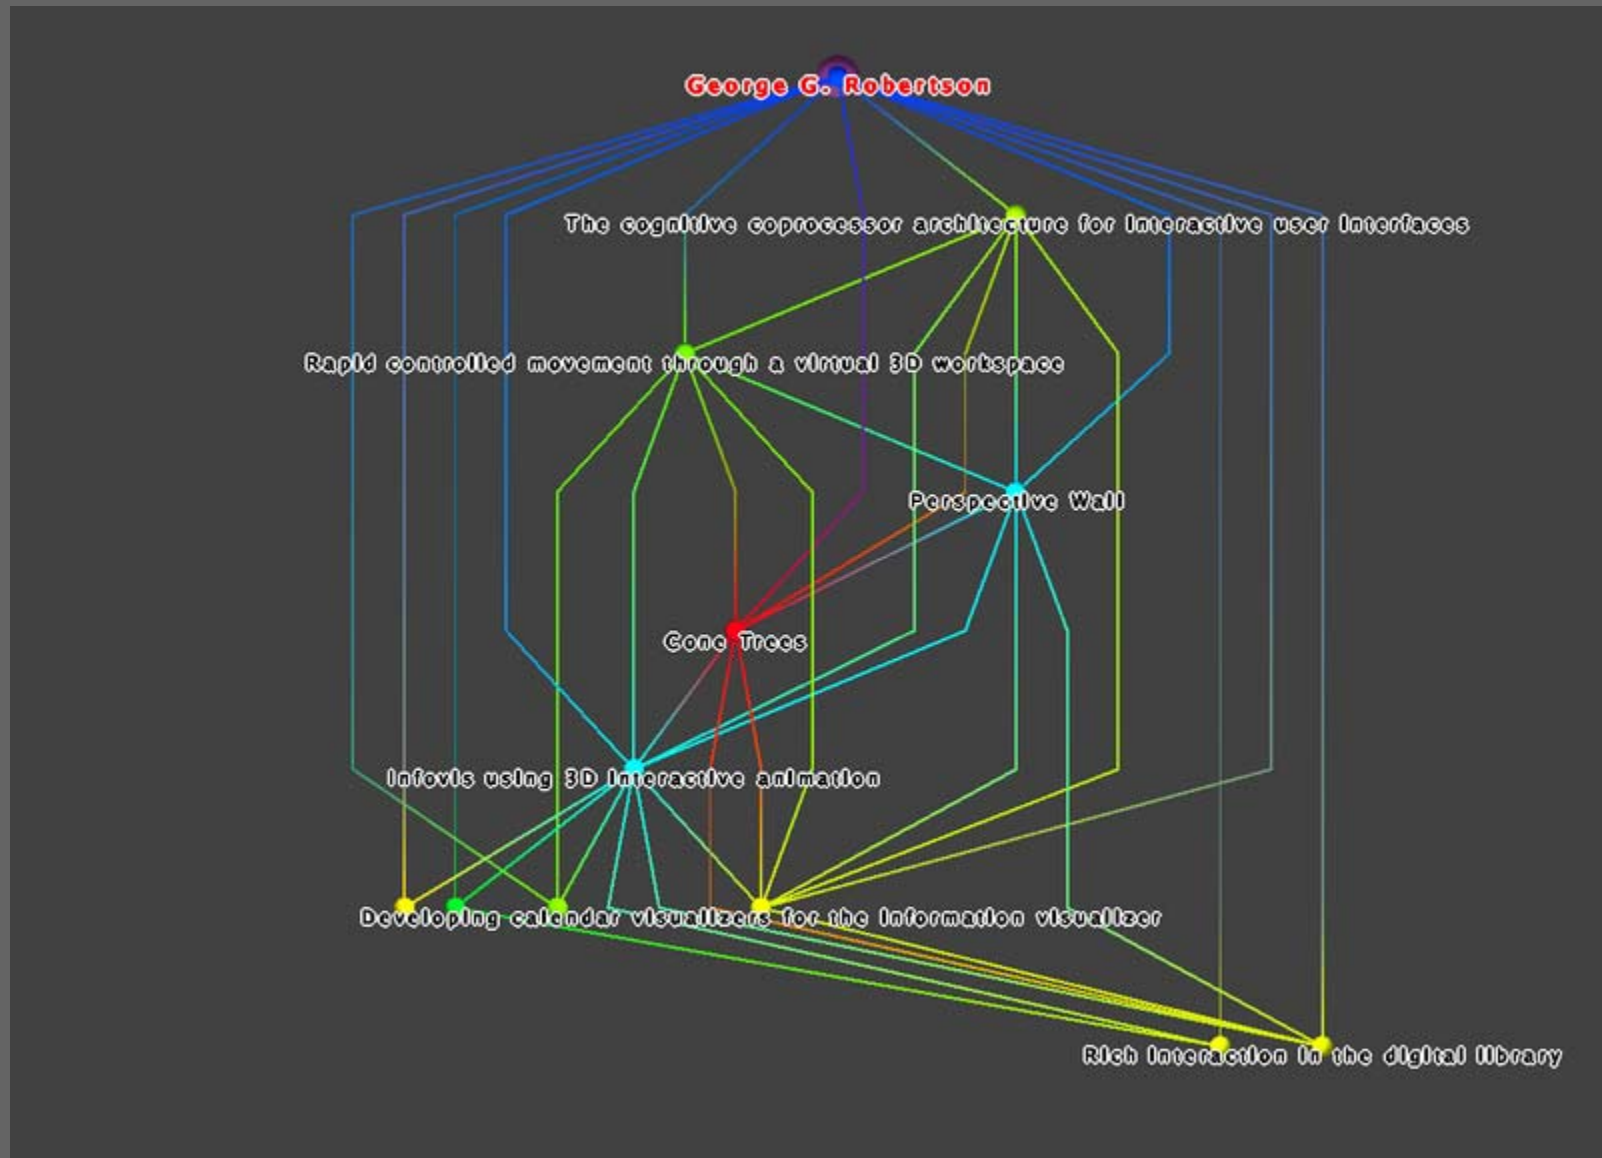 George G. Robertson
The cognitive coprocessor architecture for interactive user interfaces
Rapid controlled movement through a virtual 3D workspace
Perspective Wall
Cone Trees
Infovis using 3D interactive animation
Developing calendar visualizers for the information visualizer
Rich interaction in the digital library